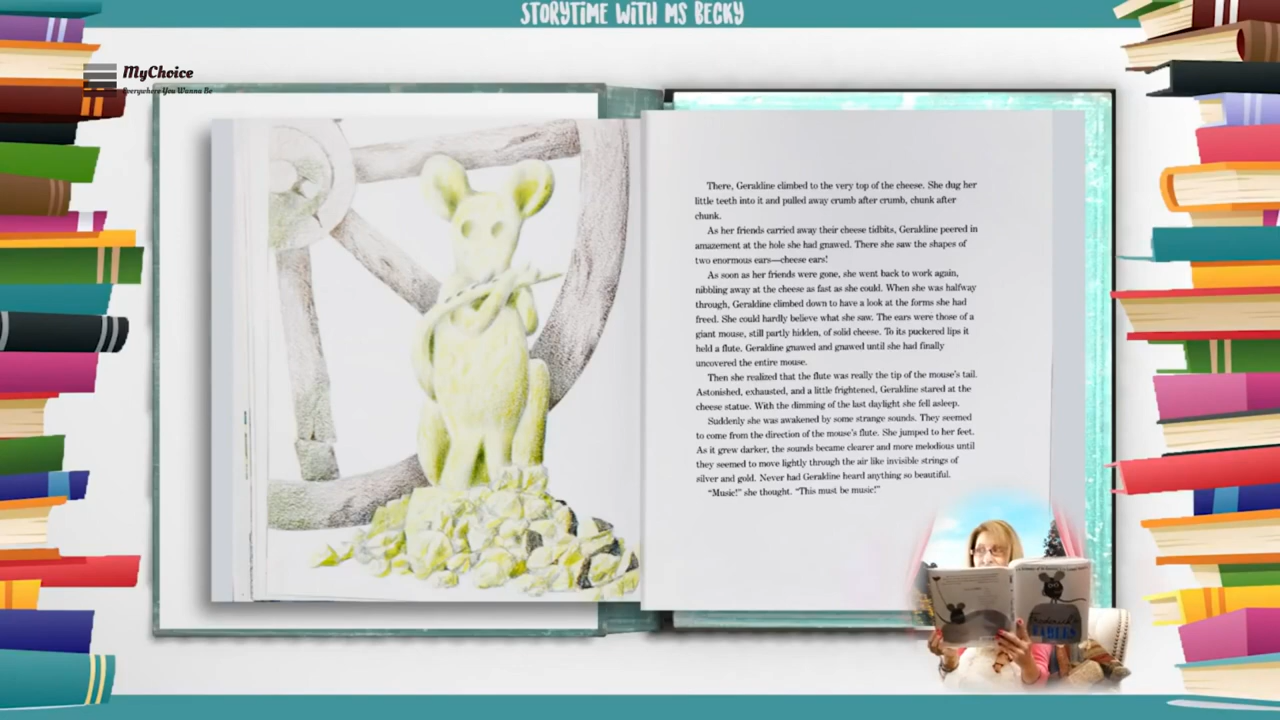 STORYTIME WITH MS BECKY
MyChoice
Everywhere You Wanna Be
There, Geraldine climbed to the very top of the cheese. She dug her
little teeth into it and pulled away crumb after crumb, chunk after
chunk.
As her friends carried away their cheese tidbits, Geraldine peered in
amazement at the hole she had gnawed. There she saw the shapes of
two enormous ears—cheese ears!
As soon as her friends were gone, she went back to work again,
nibbling away at the cheese as fast as she could. When she was halfway
through, Geraldine climbed down to have a look at the forms she had
freed. She could hardly believe what she saw. The ears were those of a
giant mouse, still partly hidden, of solid cheese. To its puckered lips it
held a flute. Geraldine gnawed and gnawed until she had finally
uncovered the entire mouse.
Then she realized that the flute was really the tip of the mouse's tail.
Astonished, exhausted, and a little frightened, Geraldine stared at the
cheese statue. With the dimming of the last daylight she fell asleep.
Suddenly she was awakened by some strange sounds. They seemed
to come from the direction of the mouse's flute. She jumped to her feet.
As it grew darker, the sounds became clearer and more melodious until
they seemed to move lightly through the air like invisible strings of
silver and gold. Never had Geraldine heard anything so beautiful.
"Music!" she thought. "This must be music!"
Frederick's
FABLES